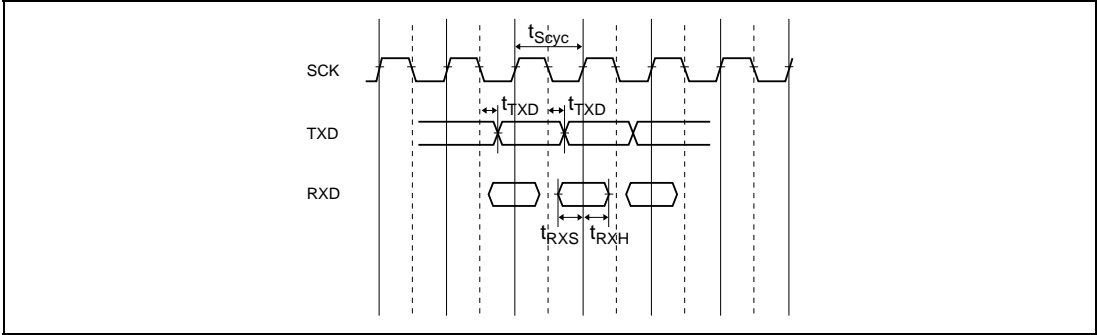 tScyc
SCK
tTXD tTXD
TXD
RXD
tRXS tRXH